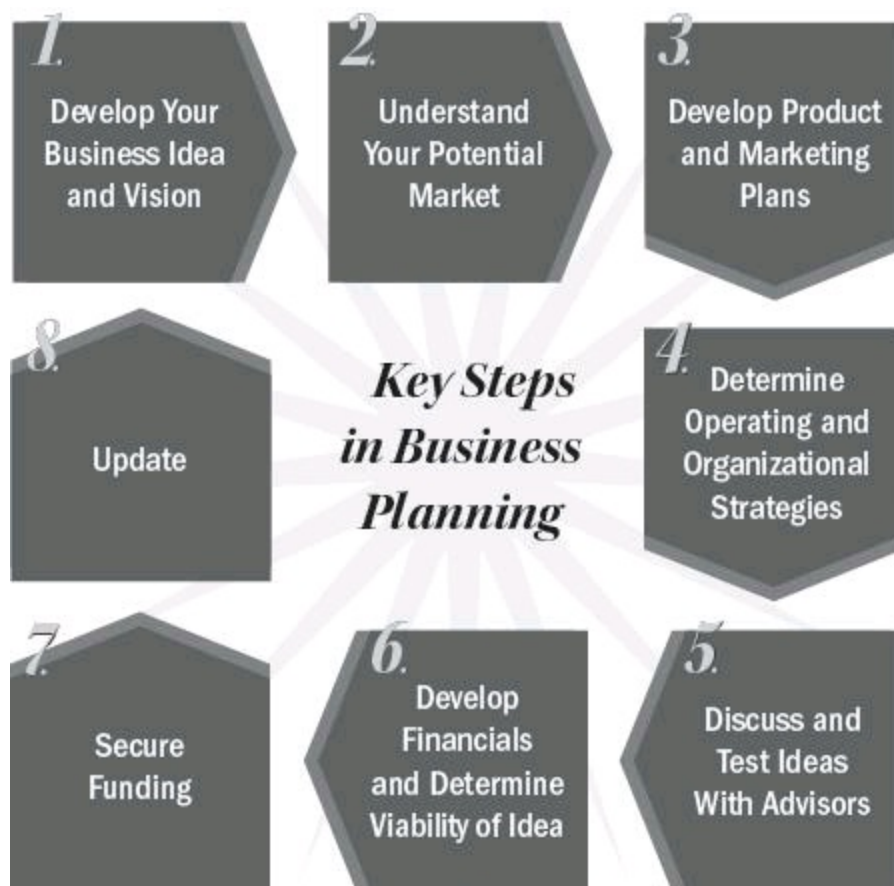 1.
Develop Your
Business Idea
and Vision
2.
Understand
Your Potential
Market
3.
Develop Product
and Marketing
Plans
8.
Update
Key Steps
in Business
Planning
4.
Determine
Operating and
Organizational
Strategies
7.
Secure
Funding
6.
Develop
Financials
and Determine
Viability of Idea
5.
Discuss and
Test Ideas
With Advisors